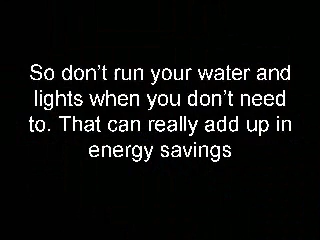 So don't run your water and
lights when you don't need
to. That can really add up in
energy savings